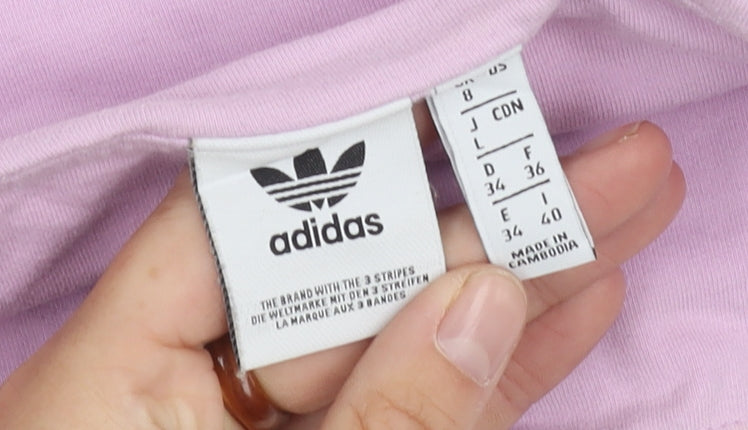 adidas
THE BRAND WITH THE 3 STRIPES
DIE WELTMARKE MIT DEN 3 STREIFEN
LA MARQUE AUX 3 BANDES
US
8
J CDN
L
D F
34 36
E I
34 40
MADE IN
CAMBODIA